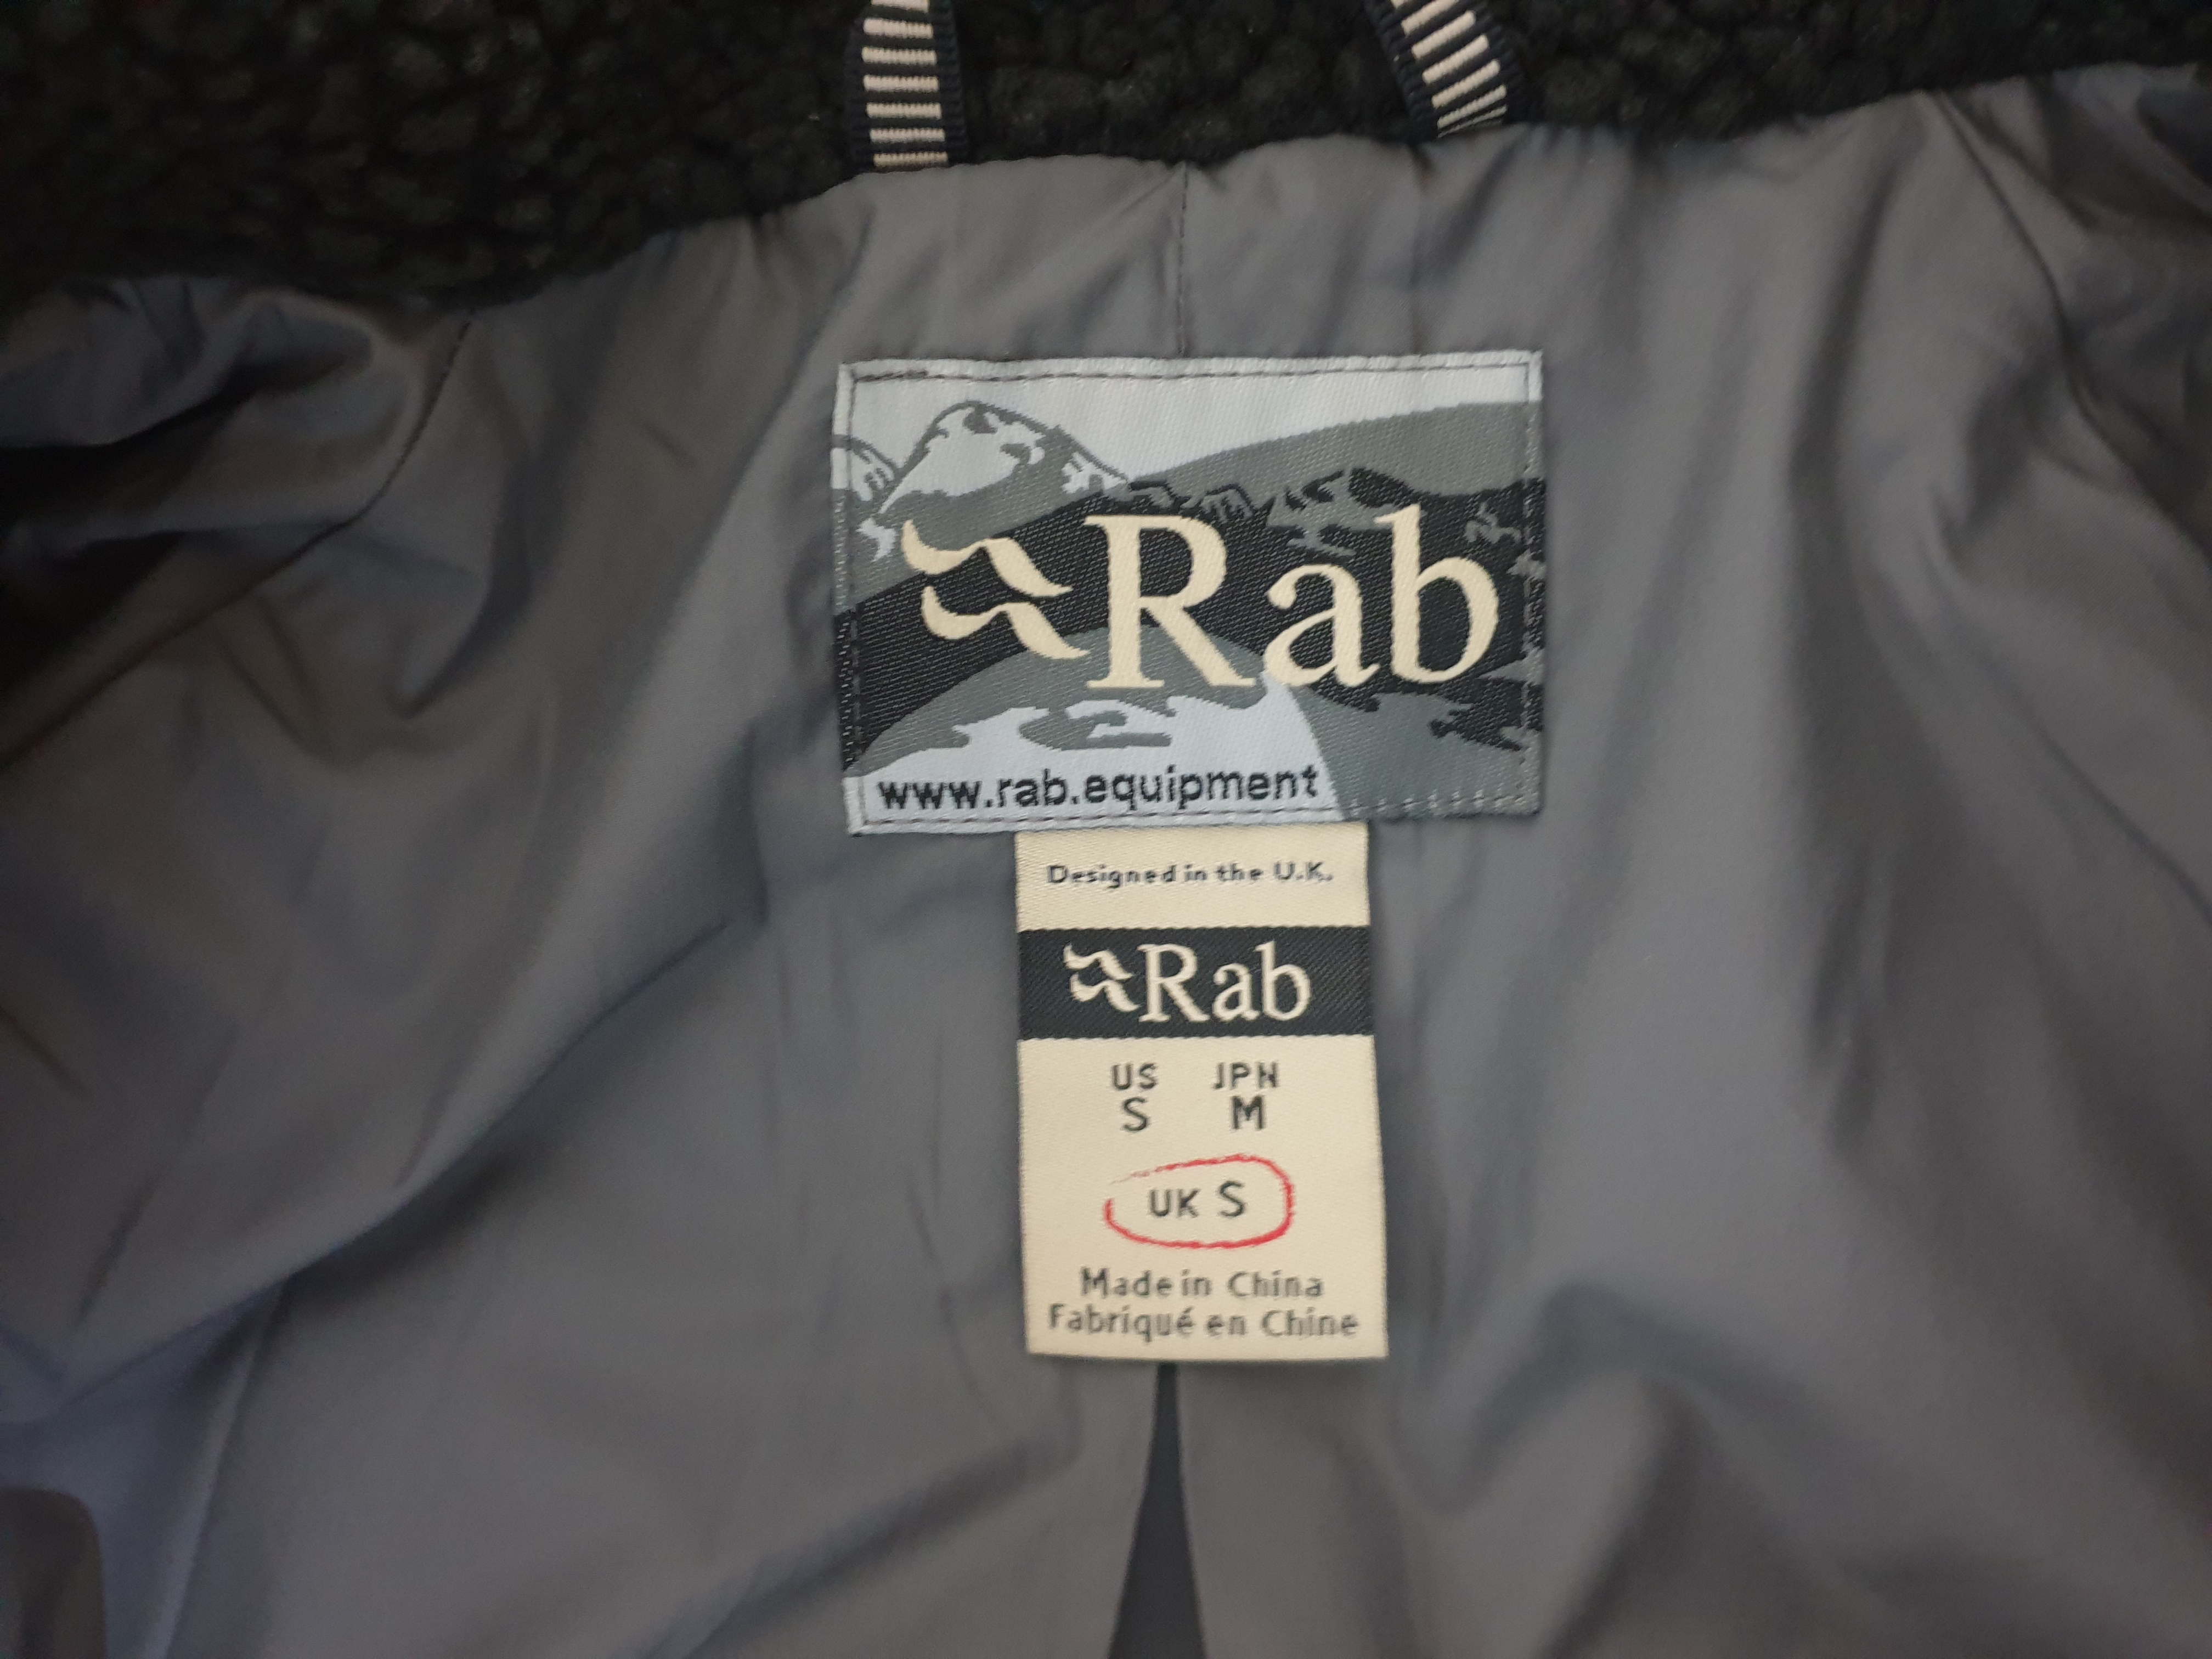 Rab
www.rab.equipment
Designed in the U.K.
Rab
US JPN
S M
UK S
Made in China
Fabriqué en Chine